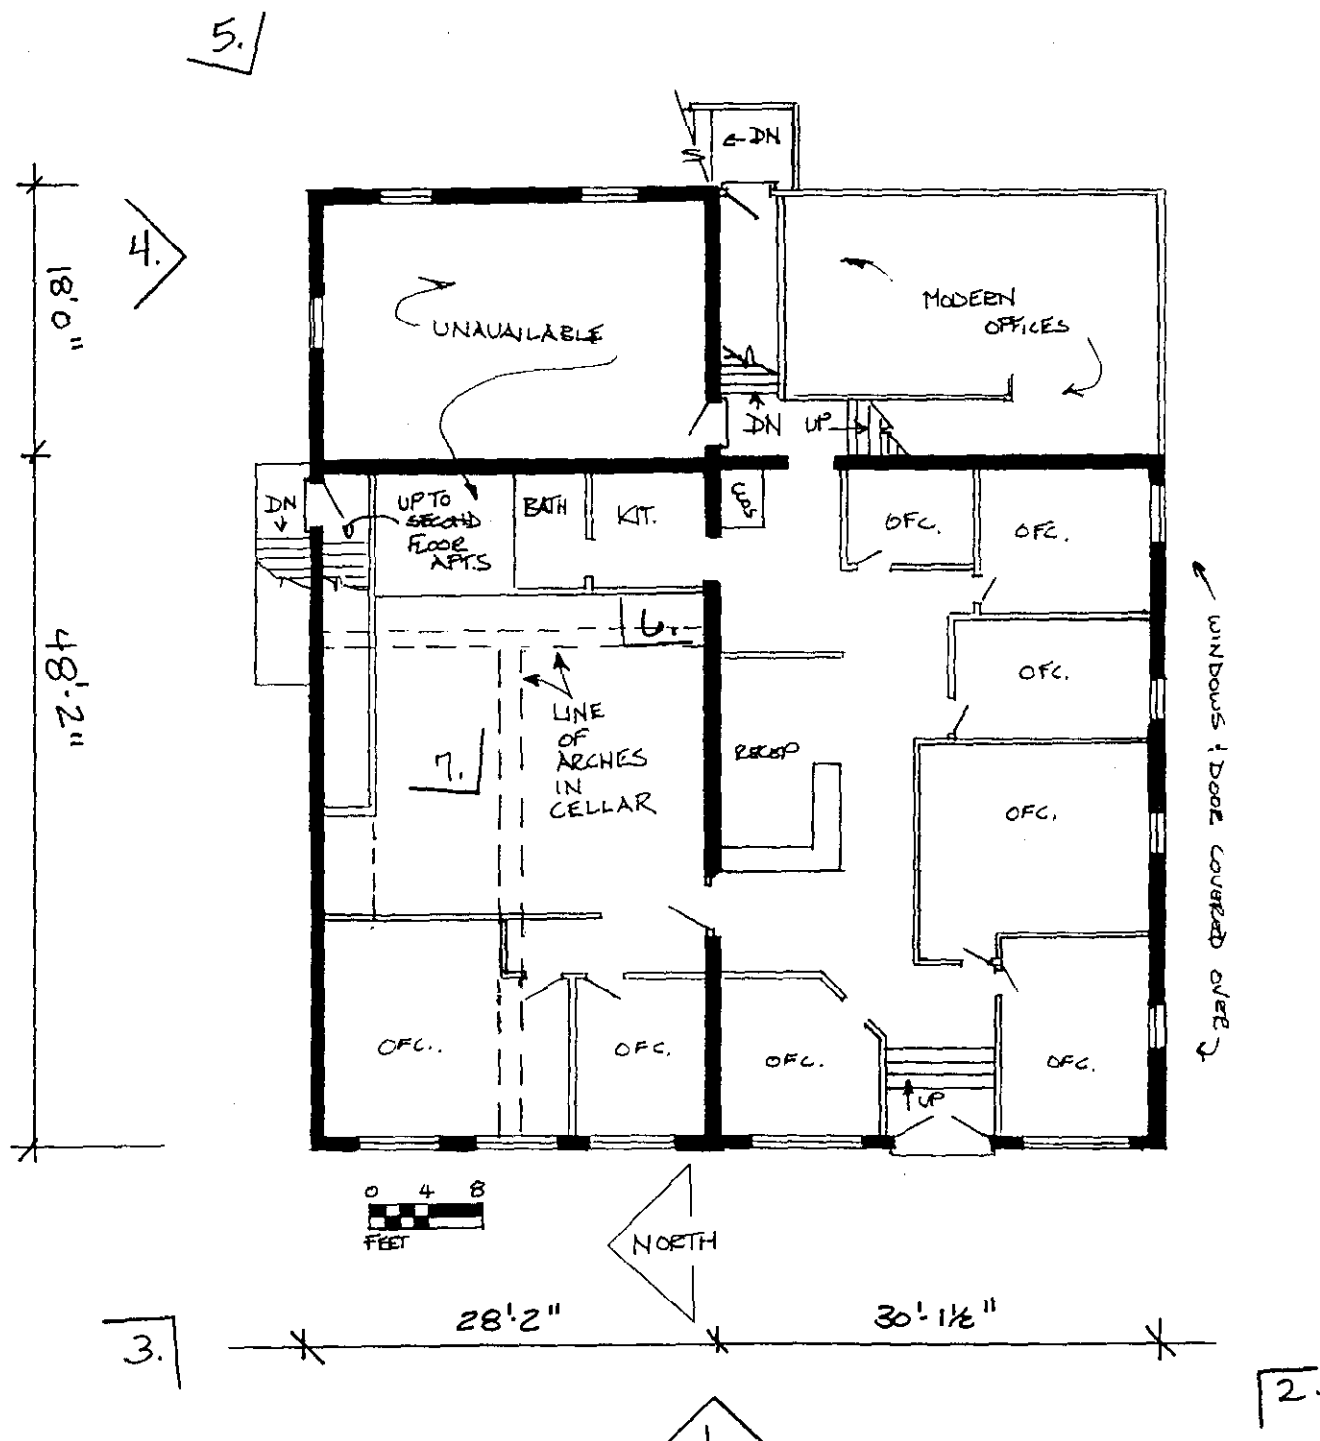 5.
← DN
4.
18'0"
UNAVAILABLE
MODERN
OFFICES
DN
UP
DN
UP TO
SECOND
FLOOR
APTS
BATH
KIT.
OFC.
OFC.
6.
OFC.
WINDOWS & DOOR COVERED OVER
48'-2"
LINE
OF
ARCHES
IN
CELLAR
7.
RECEP
OFC.
OFC.
OFC.
OFC.
OFC.
UP
0 4 8
FEET
NORTH
28'-2"
30'-1½"
3.
2.
1.